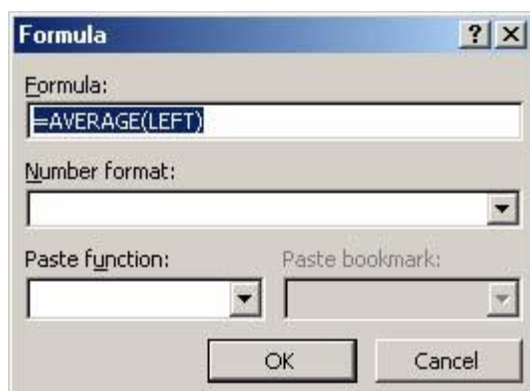 Formula
Formula:
=AVERAGE(LEFT)
Number format:
Paste function: Paste bookmark:
OK Cancel